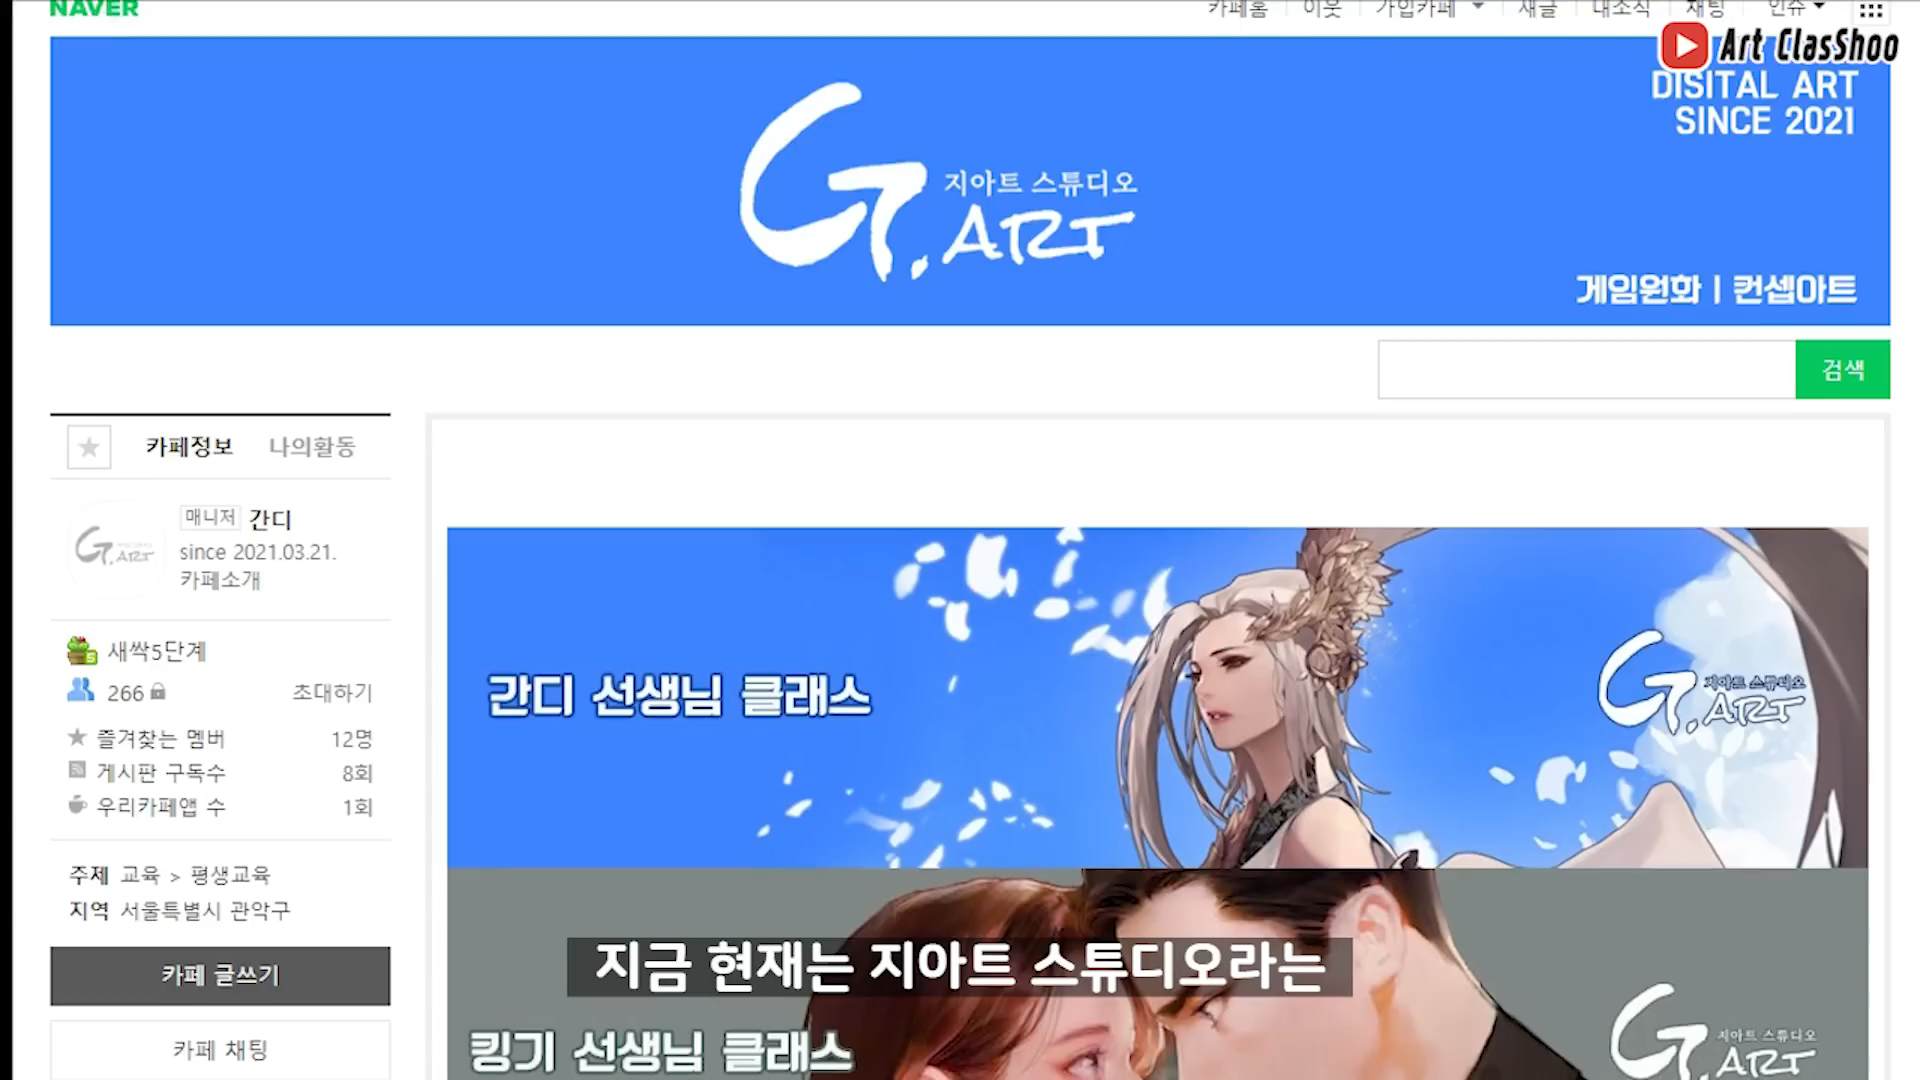 NAVER
카페홈 이웃 가입카페 새글 내소식 채팅 민슈
Art ClasShoo
DISITAL ART
SINCE 2021
지아트 스튜디오
G.ART
게임원화 | 컨셉아트
검색
카페정보 나의활동
G.ART
매니저 간디
since 2021.03.21.
카페소개
새싹5단계
266 초대하기
즐겨찾는 멤버 12명
게시판 구독수 8회
우리카페앱 수 1회
주제 교육 > 평생교육
지역 서울특별시 관악구
카페 글쓰기
카페 채팅
간디 선생님 클래스
지아트 스튜디오
G.ART
지금 현재는 지아트 스튜디오라는
킹기 선생님 클래스
지아트 스튜디오
G.ART